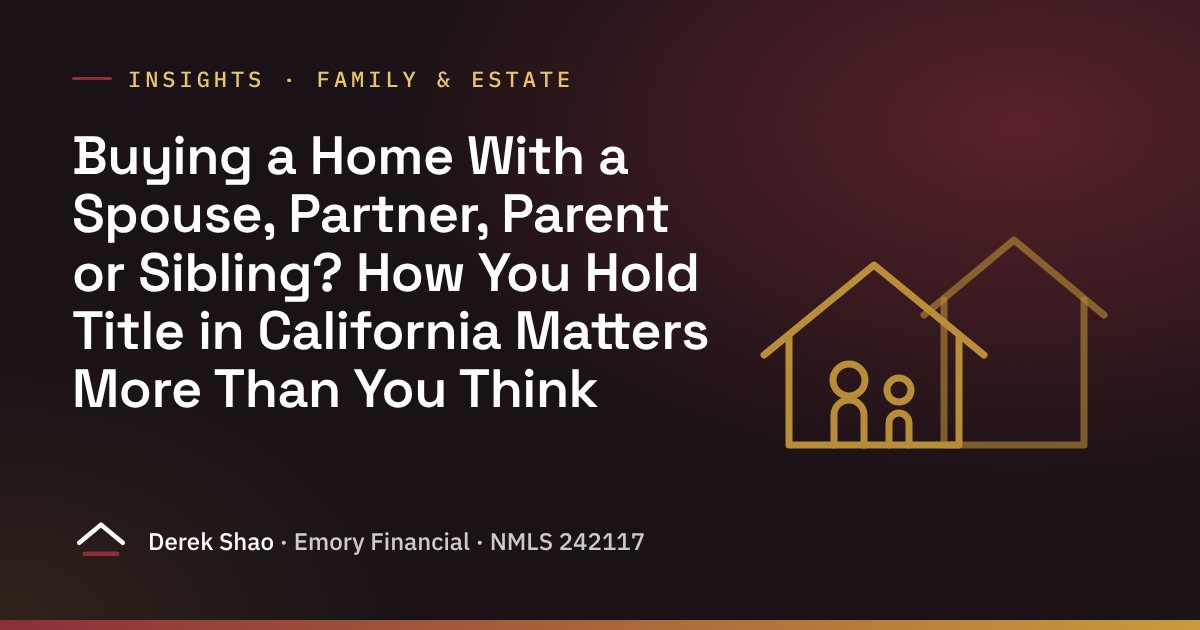 INSIGHTS · FAMILY & ESTATE
Buying a Home With a
Spouse, Partner, Parent
or Sibling? How You Hold
Title in California Matters
More Than You Think
Derek Shao · Emory Financial · NMLS 242117